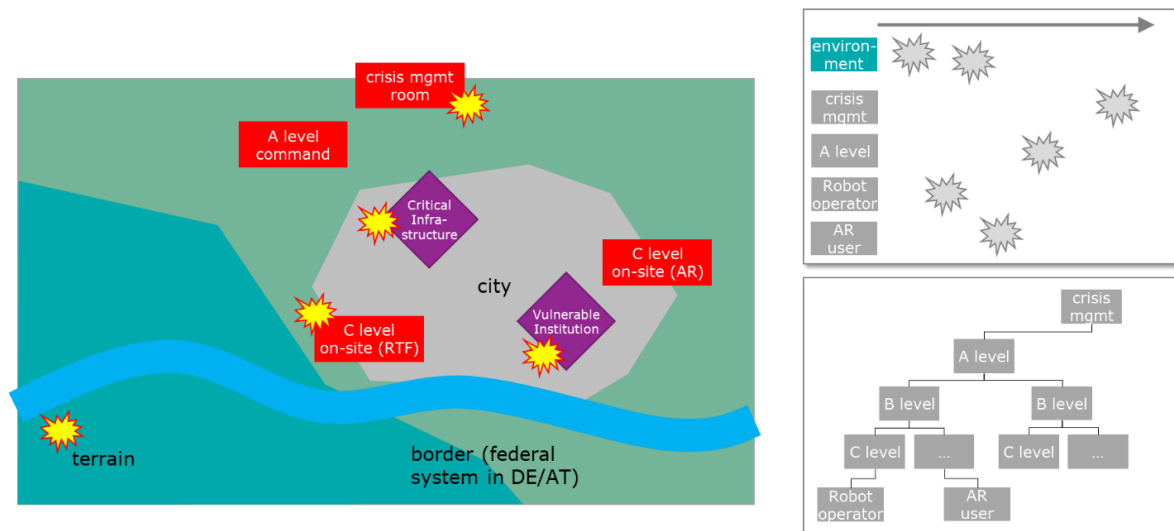 crisis mgmt
room
A level
command
Critical
Infra-
structure
C level
on-site (AR)
city
Vulnerable
Institution
C level
on-site (RTF)
terrain
border (federal
system in DE/AT)
environ-
ment
crisis
mgmt
A level
Robot
operator
AR
user
crisis
mgmt
A level
B level
B level
C level
...
C level
...
Robot
operator
AR
user